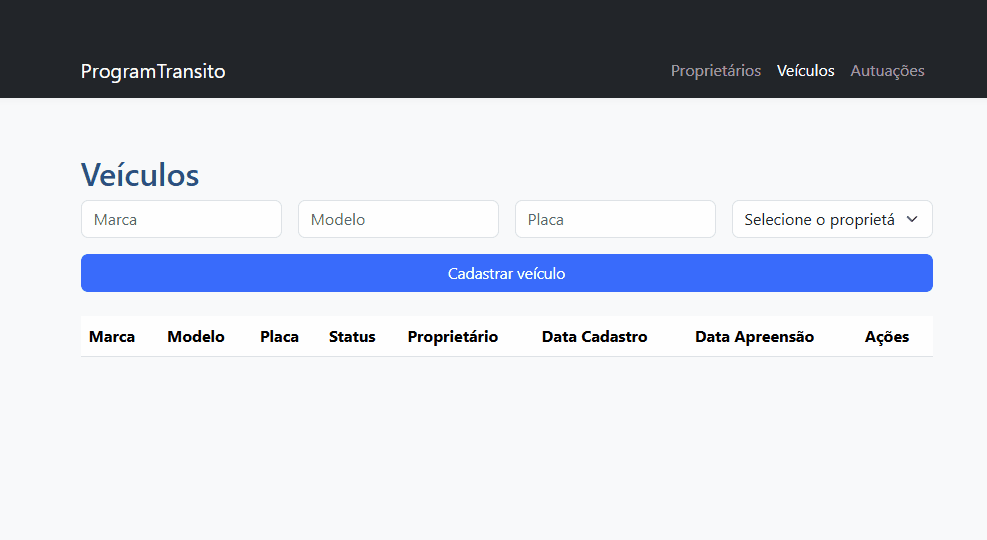 ProgramTransito
Proprietários Veículos Autuações
Veículos
Marca Modelo Placa Selecione o proprietá
Cadastrar veículo
Marca Modelo Placa Status Proprietário Data Cadastro Data Apreensão Ações